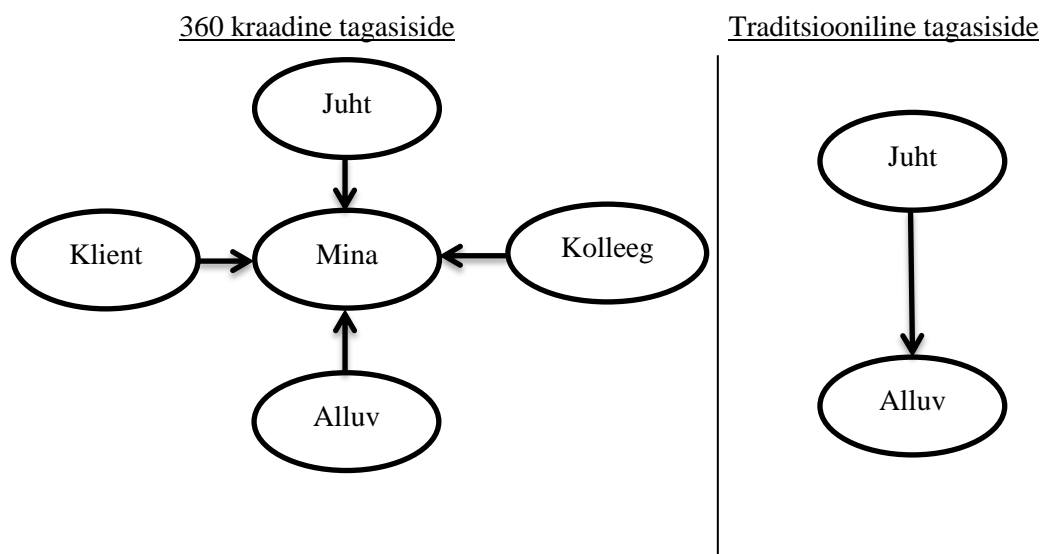 360 kraadine tagasiside
Juht
Klient
Mina
Kolleeg
Alluv
Traditsiooniline tagasiside
Juht
Alluv